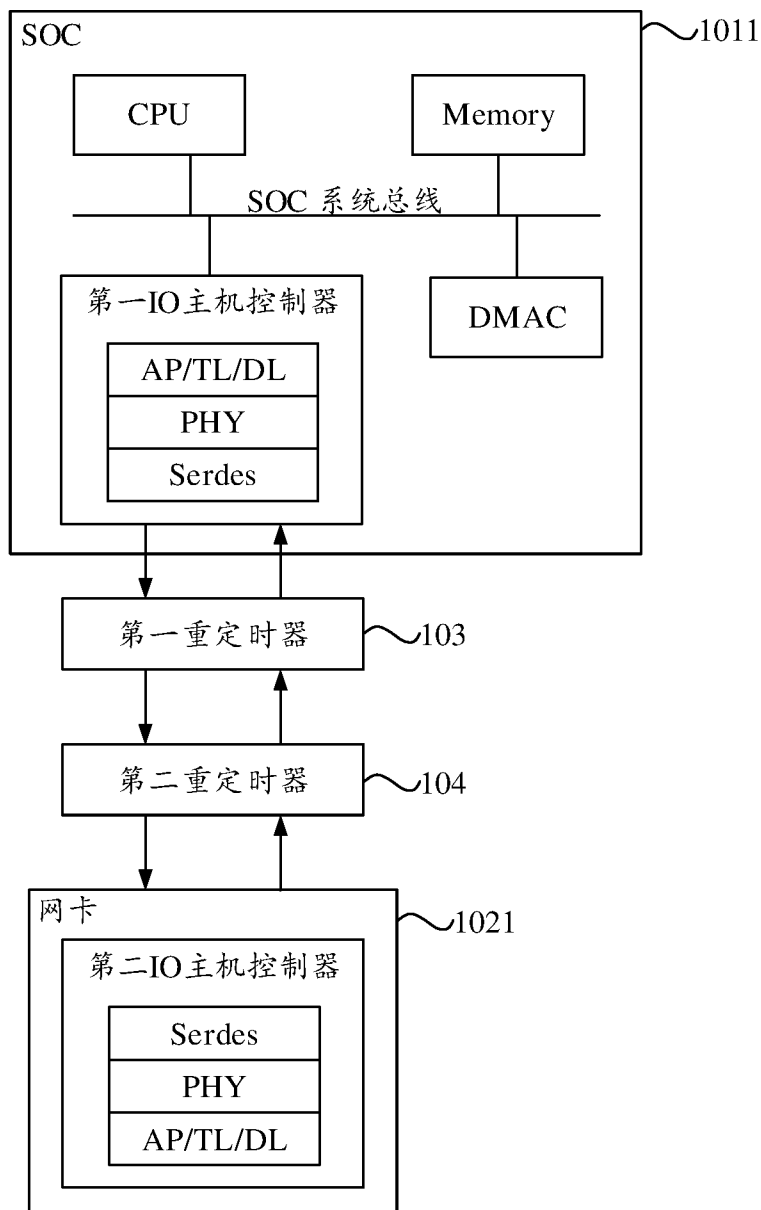 SOC
1011
CPU
Memory
SOC 系统总线
第一IO主机控制器
DMAC
AP/TL/DL
PHY
Serdes
第一重定时器
103
第二重定时器
104
网卡
1021
第二IO主机控制器
Serdes
PHY
AP/TL/DL